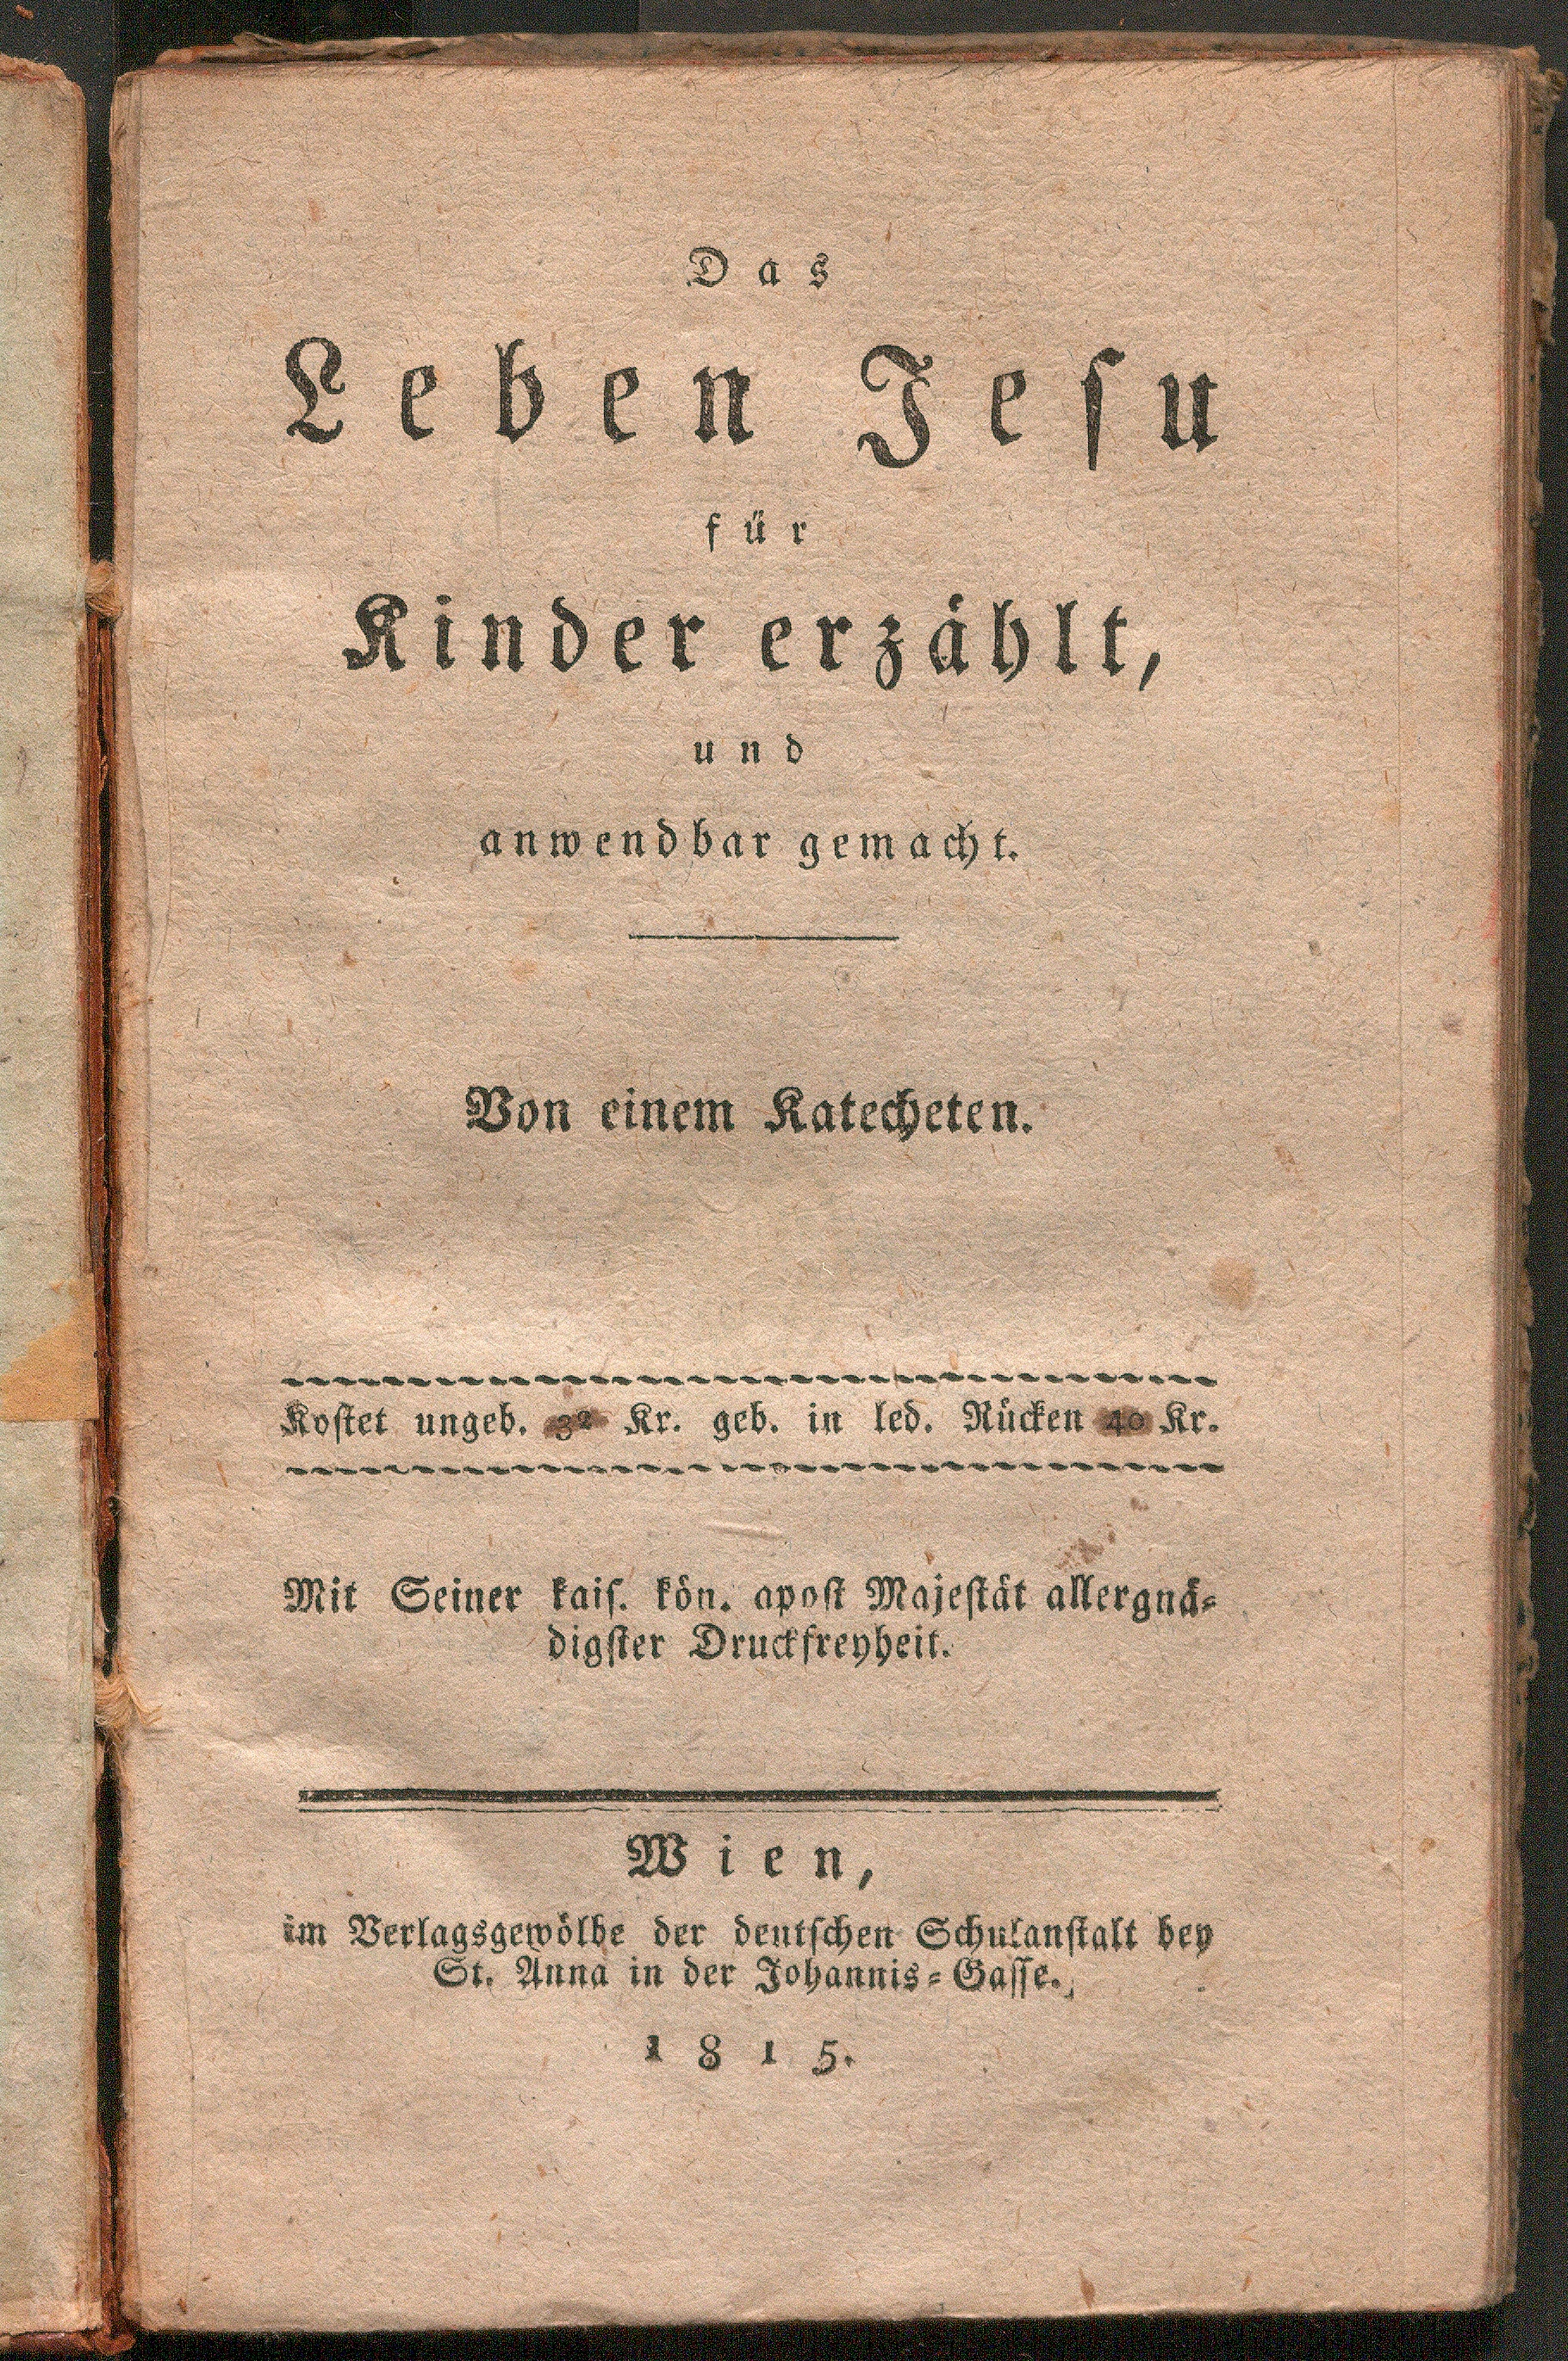 Das
Leben Jeſu
für
Kinder erzählt,
und
anwendbar gemacht.
Von einem Katecheten.
Koſtet ungeb. 32 Kr. geb. in led. Rücken 40 Kr.
Mit Seiner kaiſ. kön. apoſt Majeſtät allergnä-
digſter Druckfreyheit.
Wien,
im Verlagsgewölbe der deutſchen Schulanſtalt bey
St. Anna in der Johannis-Gaſſe.
1815.